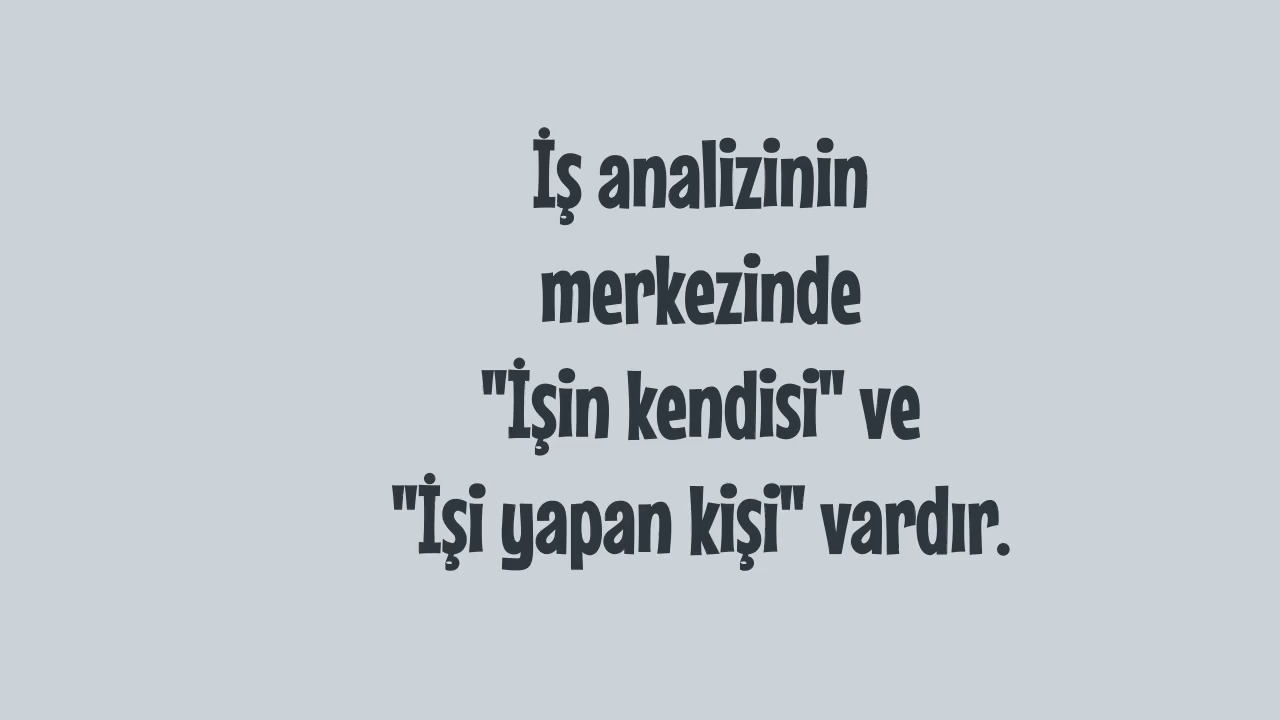 İş analizinin
merkezinde
"İşin kendisi" ve
"İşi yapan kişi" vardır.